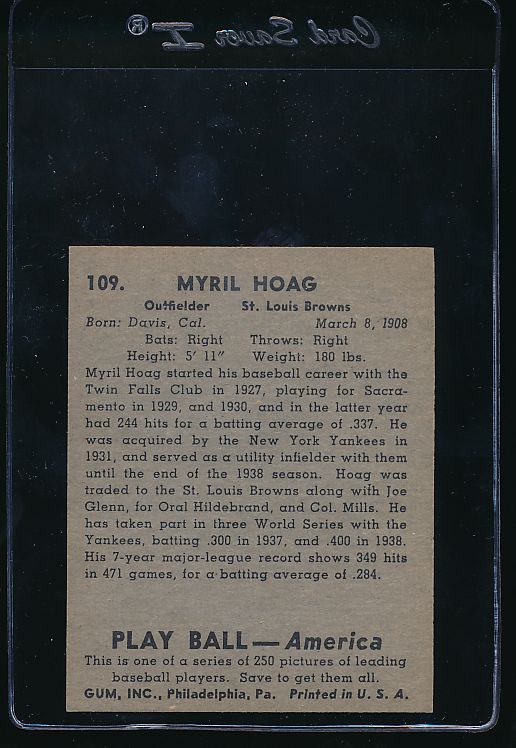 Card Saver I®
109. MYRIL HOAG
Outfielder St. Louis Browns
Born: Davis, Cal. March 8, 1908
Bats: Right Throws: Right
Height: 5' 11" Weight: 180 lbs.
Myril Hoag started his baseball career with the
Twin Falls Club in 1927, playing for Sacra-
mento in 1929, and 1930, and in the latter year
had 244 hits for a batting average of .337. He
was acquired by the New York Yankees in
1931, and served as a utility infielder with them
until the end of the 1938 season. Hoag was
traded to the St. Louis Browns along with Joe
Glenn, for Oral Hildebrand, and Col. Mills. He
has taken part in three World Series with the
Yankees, batting .300 in 1937, and .400 in 1938.
His 7-year major-league record shows 349 hits
in 471 games, for a batting average of .284.
PLAY BALL — America
This is one of a series of 250 pictures of leading
baseball players. Save to get them all.
GUM, INC., Philadelphia, Pa. Printed in U. S. A.